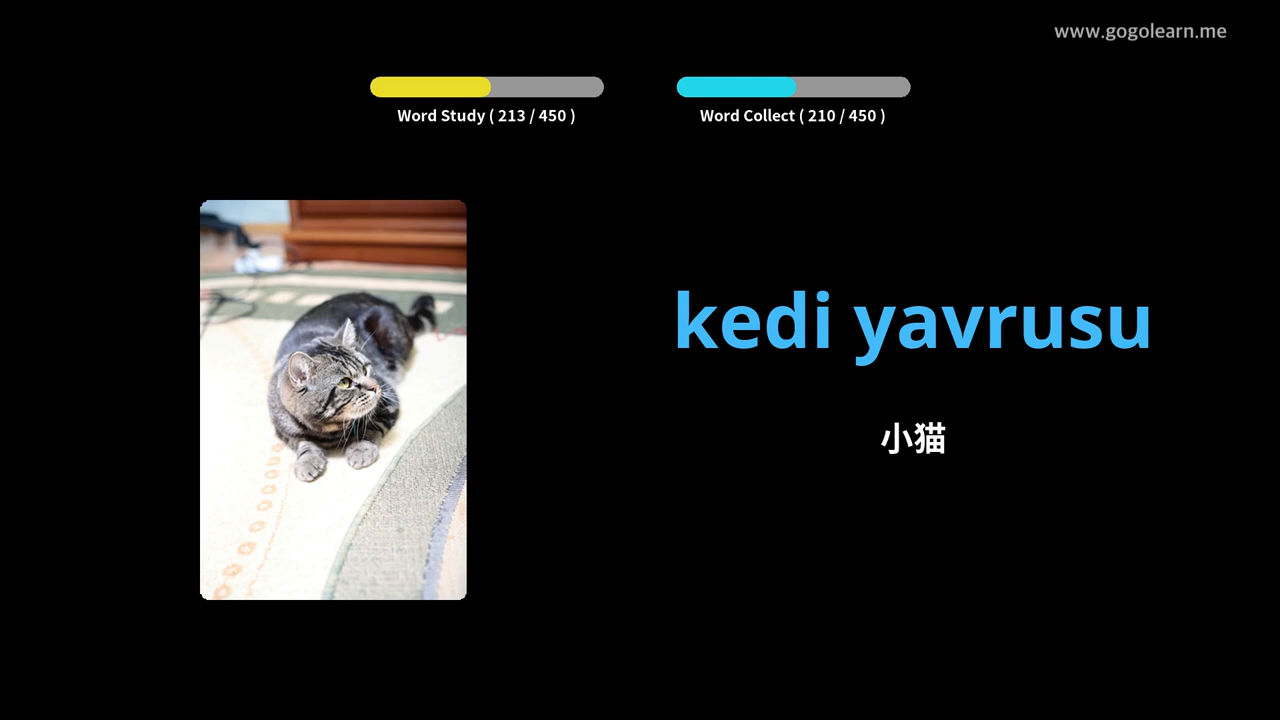 www.gogolearn.me
Word Study ( 213 / 450 )
Word Collect ( 210 / 450 )
kedi yavrusu
小猫